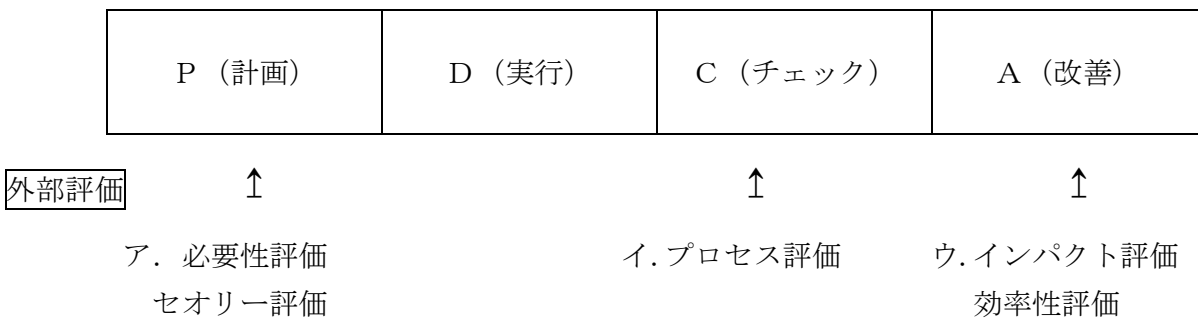 P（計画） D（実行） C（チェック） A（改善）
外部評価 ↥ ↥ ↥
ア．必要性評価 イ.プロセス評価 ウ.インパクト評価
セオリー評価 効率性評価